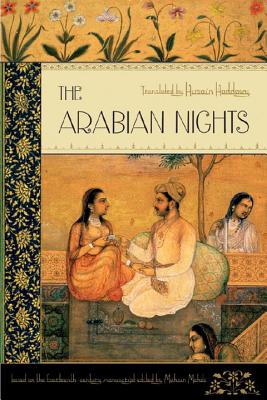 THE
Translated by Husain Haddawy
ARABIAN NIGHTS
based on the fourteenth-century manuscript edited by Muhsin Mahdi